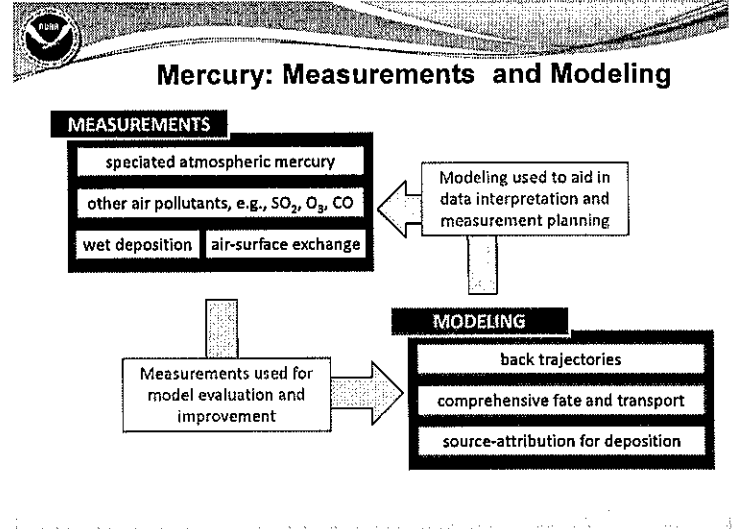 NOAA
Mercury: Measurements and Modeling
MEASUREMENTS
speciated atmospheric mercury
other air pollutants, e.g., SO₂, O₃, CO
wet deposition
air-surface exchange
Modeling used to aid in
data interpretation and
measurement planning
Measurements used for
model evaluation and
improvement
MODELING
back trajectories
comprehensive fate and transport
source-attribution for deposition